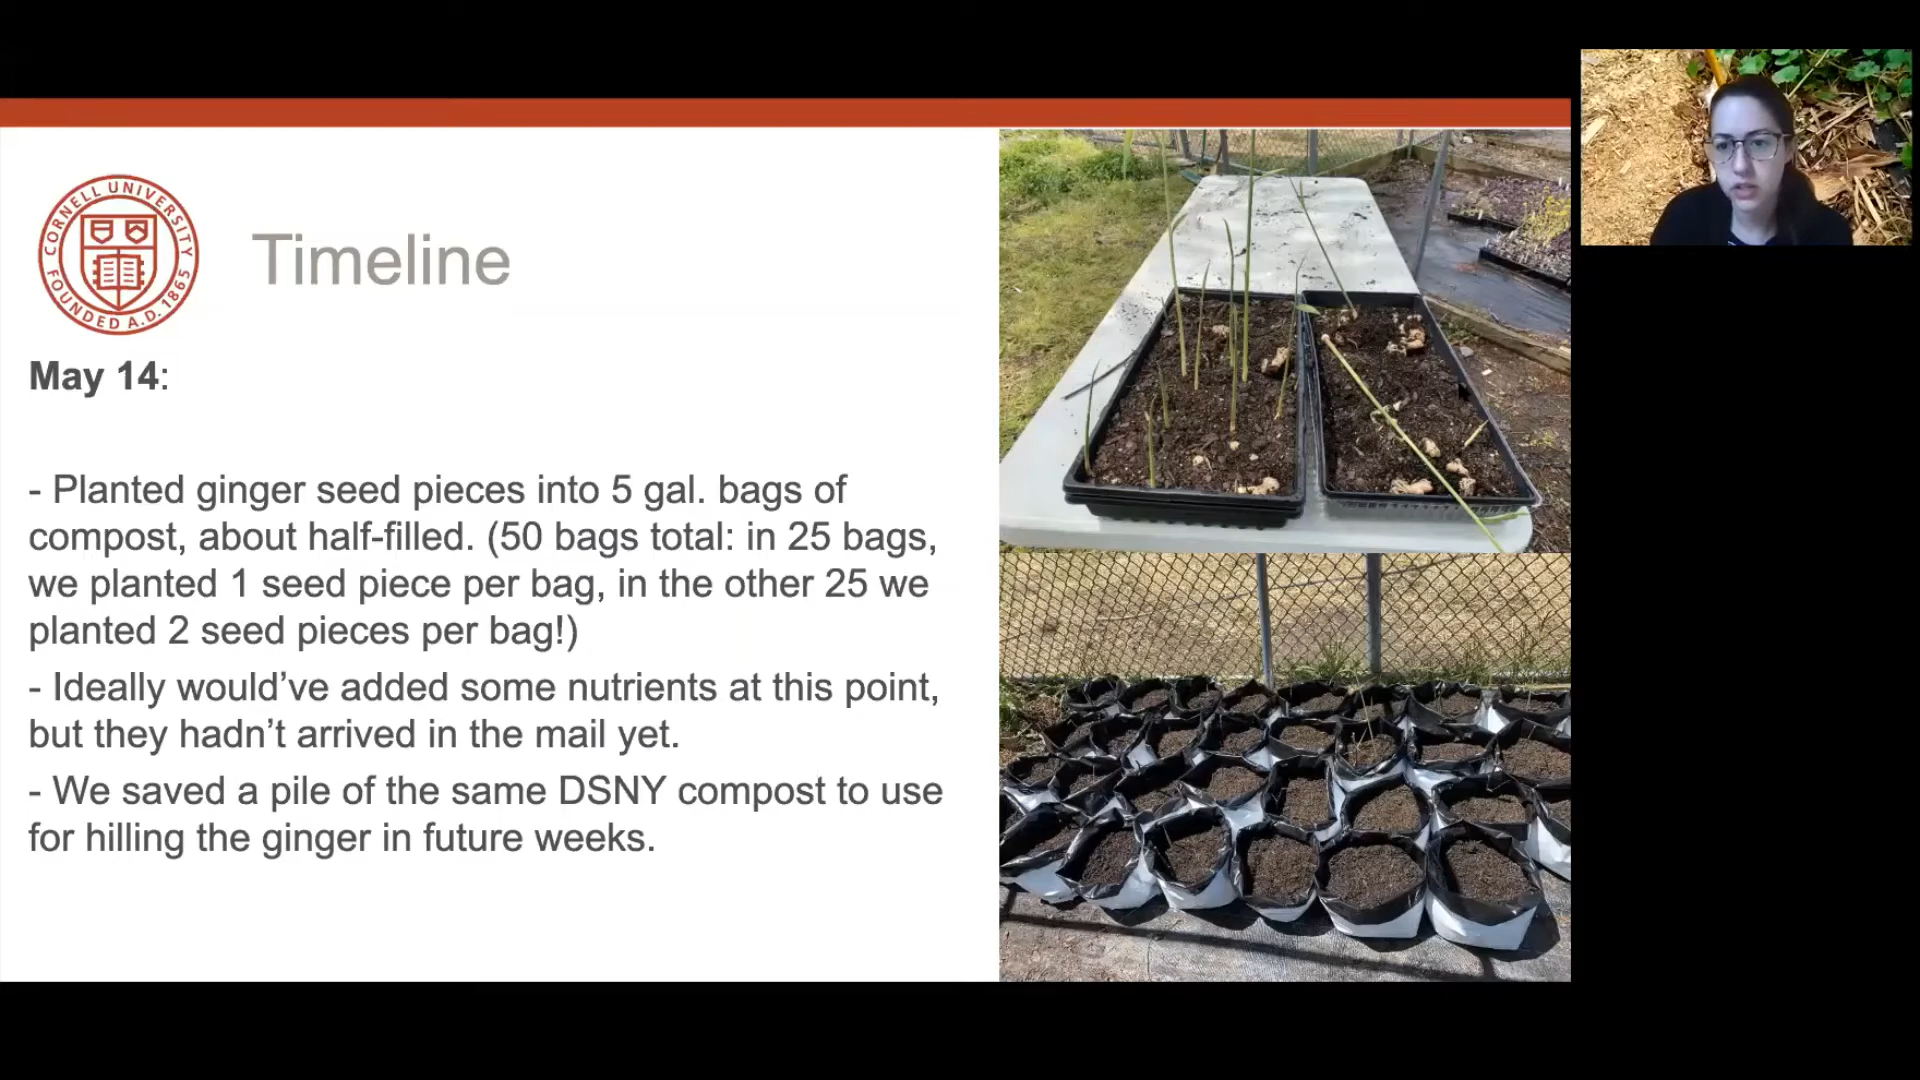 CORNELL UNIVERSITY
FOUNDED A.D. 1865
Timeline
May 14:
- Planted ginger seed pieces into 5 gal. bags of
compost, about half-filled. (50 bags total: in 25 bags,
we planted 1 seed piece per bag, in the other 25 we
planted 2 seed pieces per bag!)
- Ideally would’ve added some nutrients at this point,
but they hadn’t arrived in the mail yet.
- We saved a pile of the same DSNY compost to use
for hilling the ginger in future weeks.